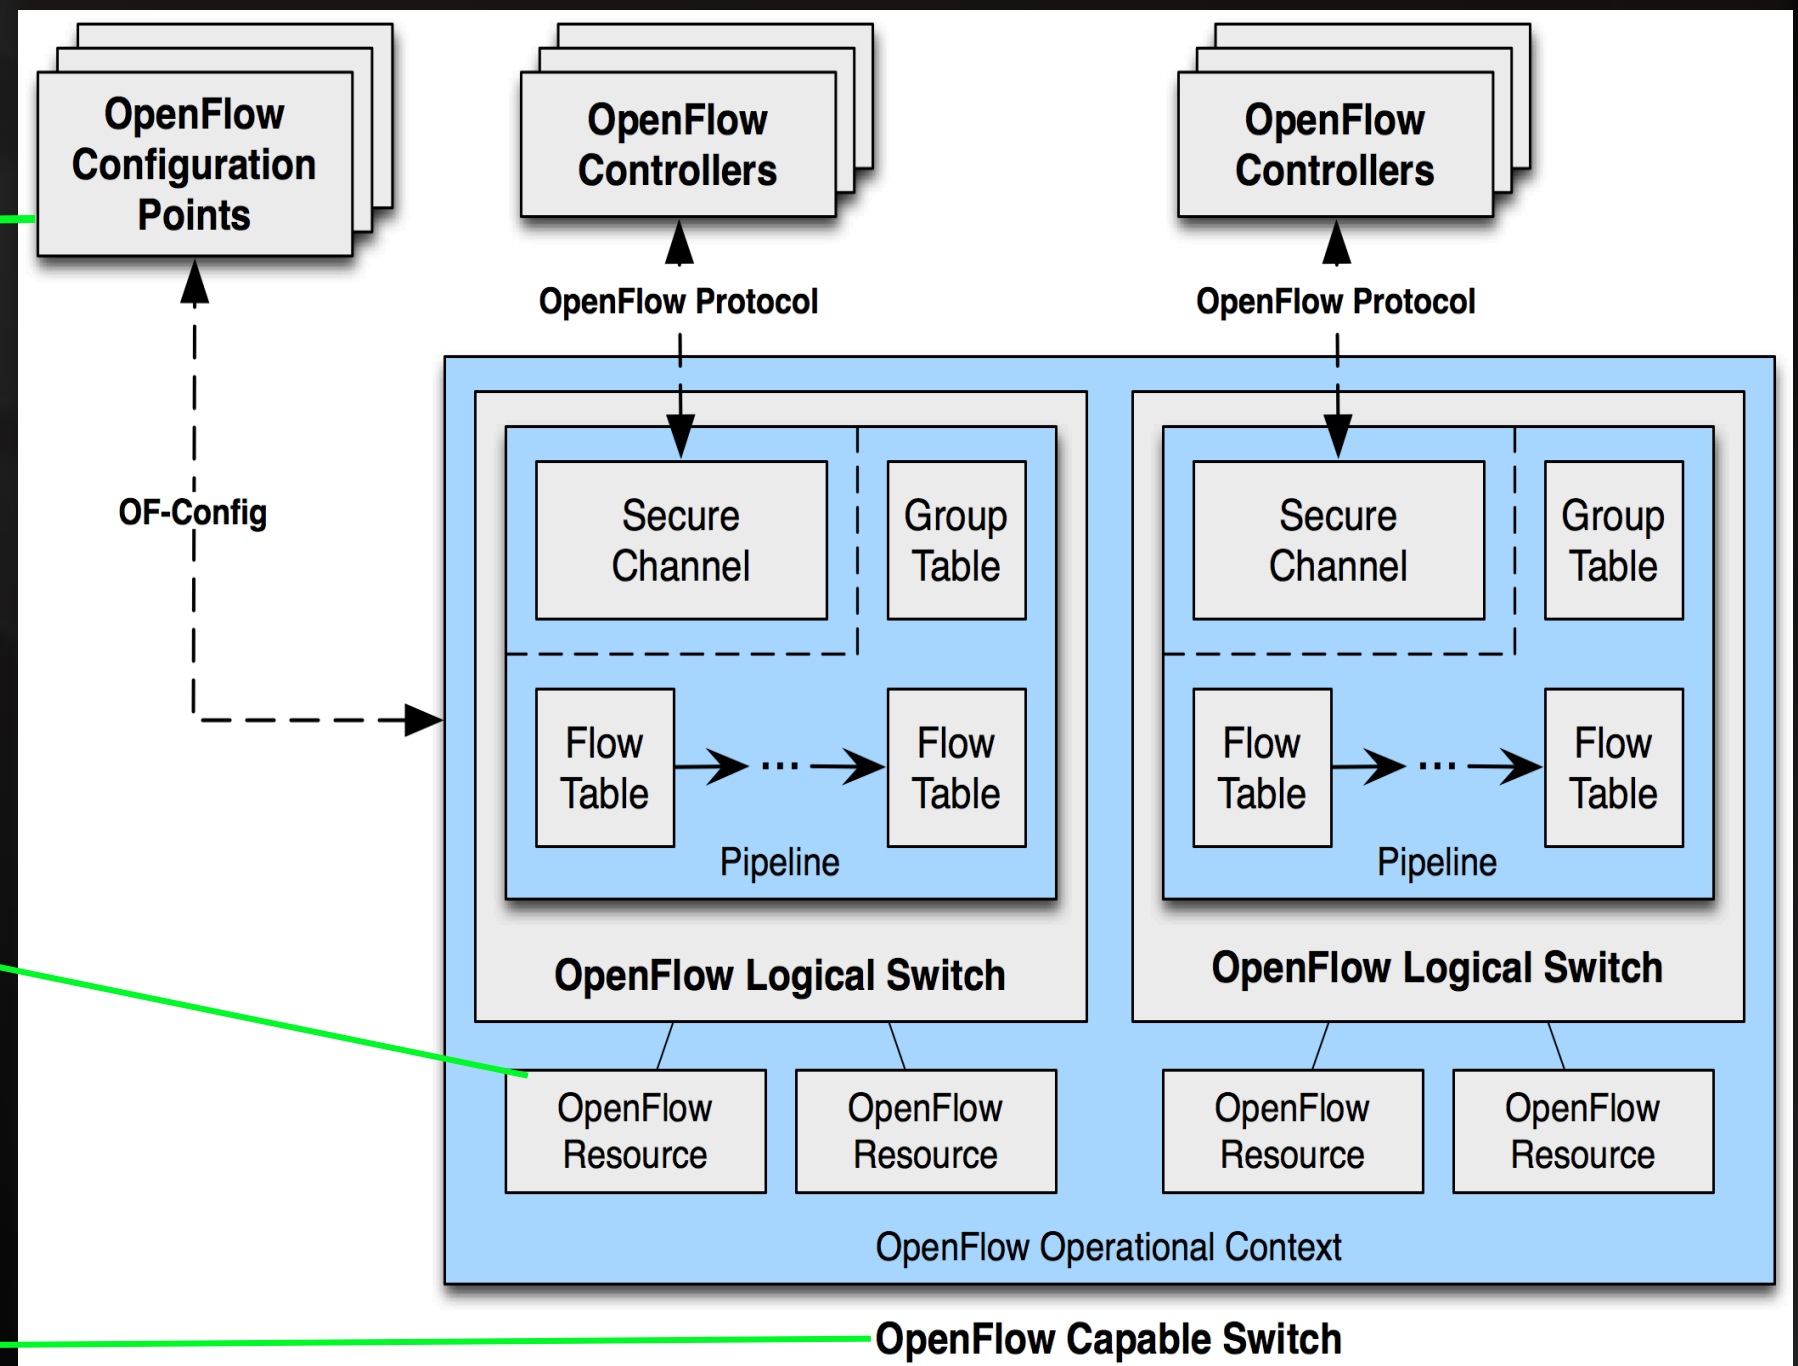 OpenFlow
Configuration
Points
OpenFlow
Controllers
OpenFlow
Controllers
OpenFlow Protocol
OpenFlow Protocol
OF-Config
Secure
Channel
Group
Table
Flow
Table
...
Flow
Table
Pipeline
OpenFlow Logical Switch
Secure
Channel
Group
Table
Flow
Table
...
Flow
Table
Pipeline
OpenFlow Logical Switch
OpenFlow
Resource
OpenFlow
Resource
OpenFlow
Resource
OpenFlow
Resource
OpenFlow Operational Context
OpenFlow Capable Switch